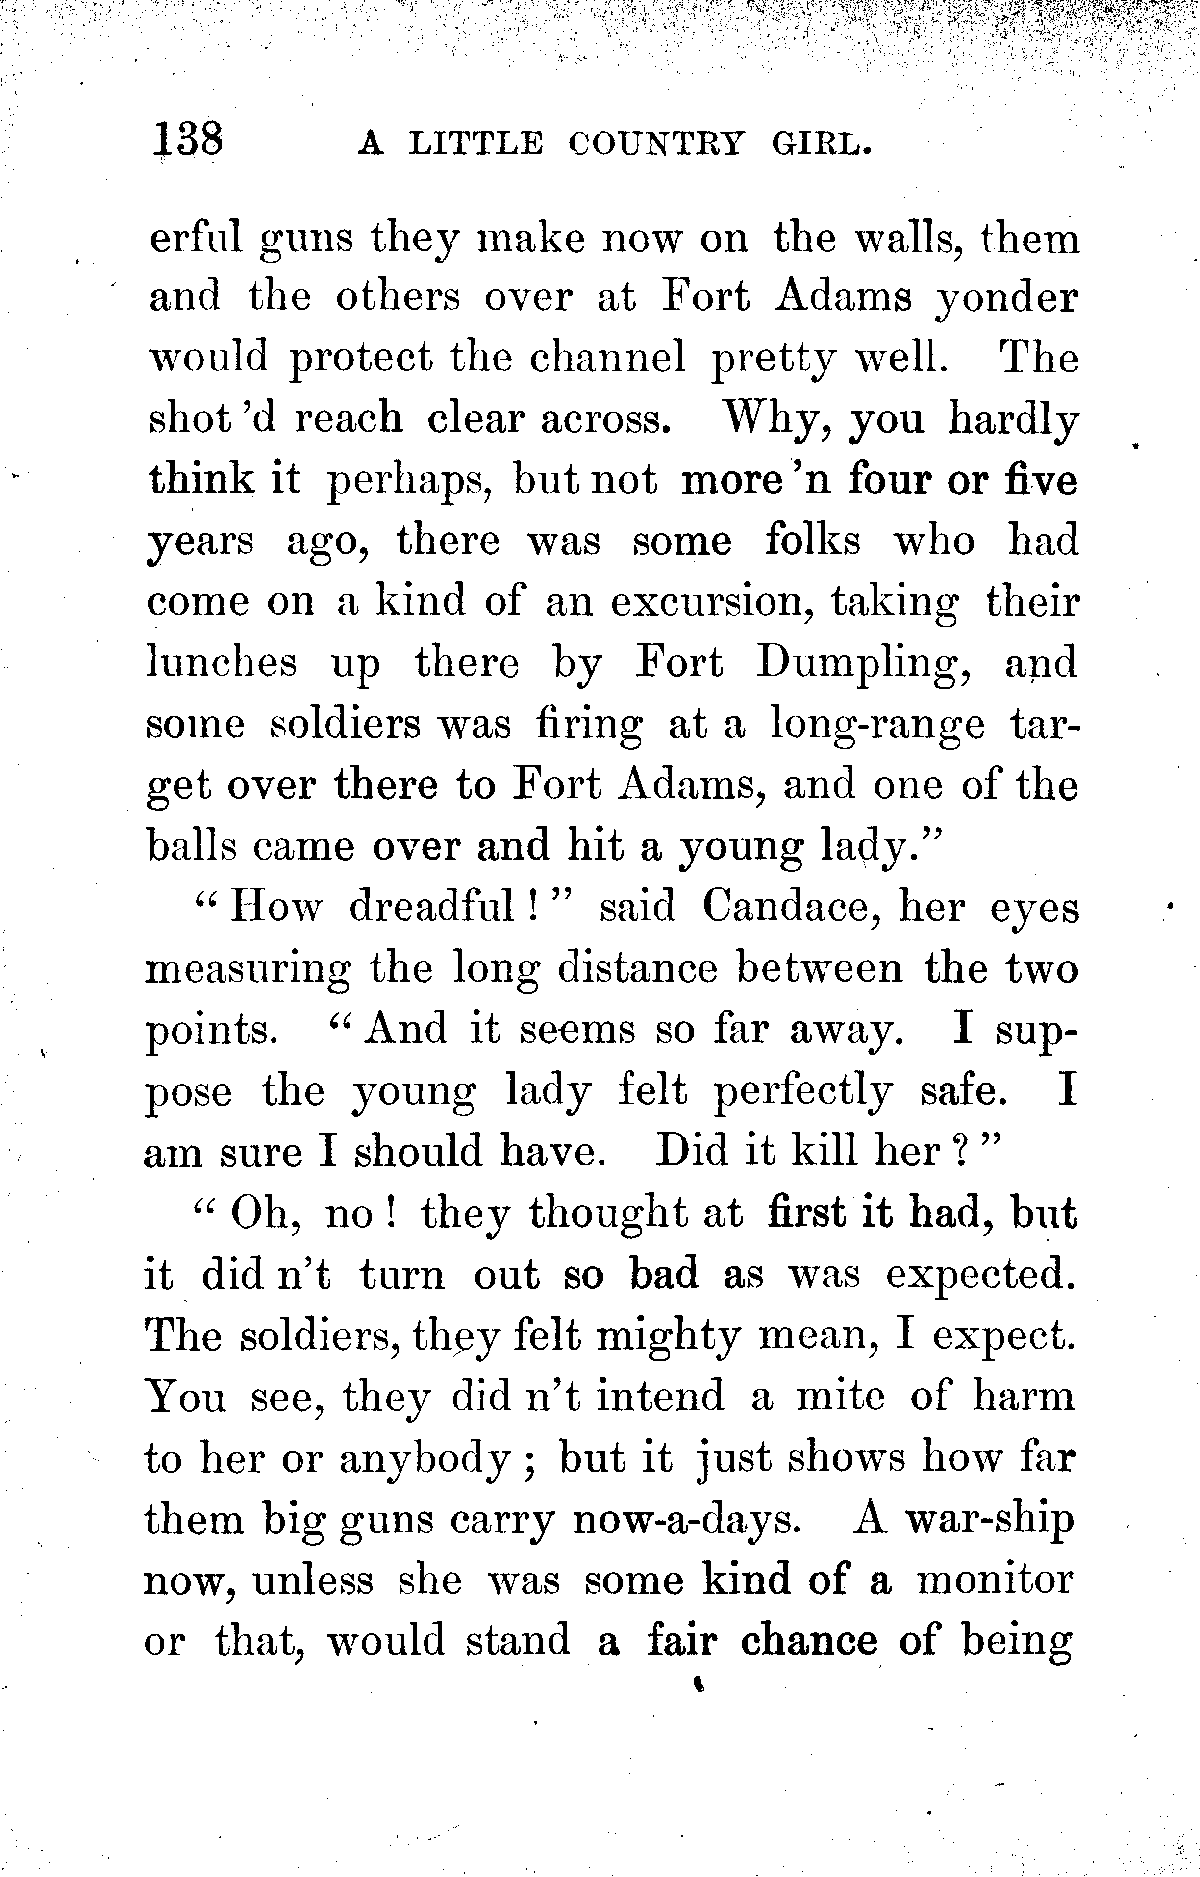 138 A LITTLE COUNTRY GIRL.
erful guns they make now on the walls, them
and the others over at Fort Adams yonder
would protect the channel pretty well. The
shot 'd reach clear across. Why, you hardly
think it perhaps, but not more 'n four or five
years ago, there was some folks who had
come on a kind of an excursion, taking their
lunches up there by Fort Dumpling, and
some soldiers was firing at a long-range tar-
get over there to Fort Adams, and one of the
balls came over and hit a young lady."
"How dreadful!" said Candace, her eyes
measuring the long distance between the two
points. "And it seems so far away. I sup-
pose the young lady felt perfectly safe. I
am sure I should have. Did it kill her?"
"Oh, no! they thought at first it had, but
it did n't turn out so bad as was expected.
The soldiers, they felt mighty mean, I expect.
You see, they did n't intend a mite of harm
to her or anybody; but it just shows how far
them big guns carry now-a-days. A war-ship
now, unless she was some kind of a monitor
or that, would stand a fair chance of being